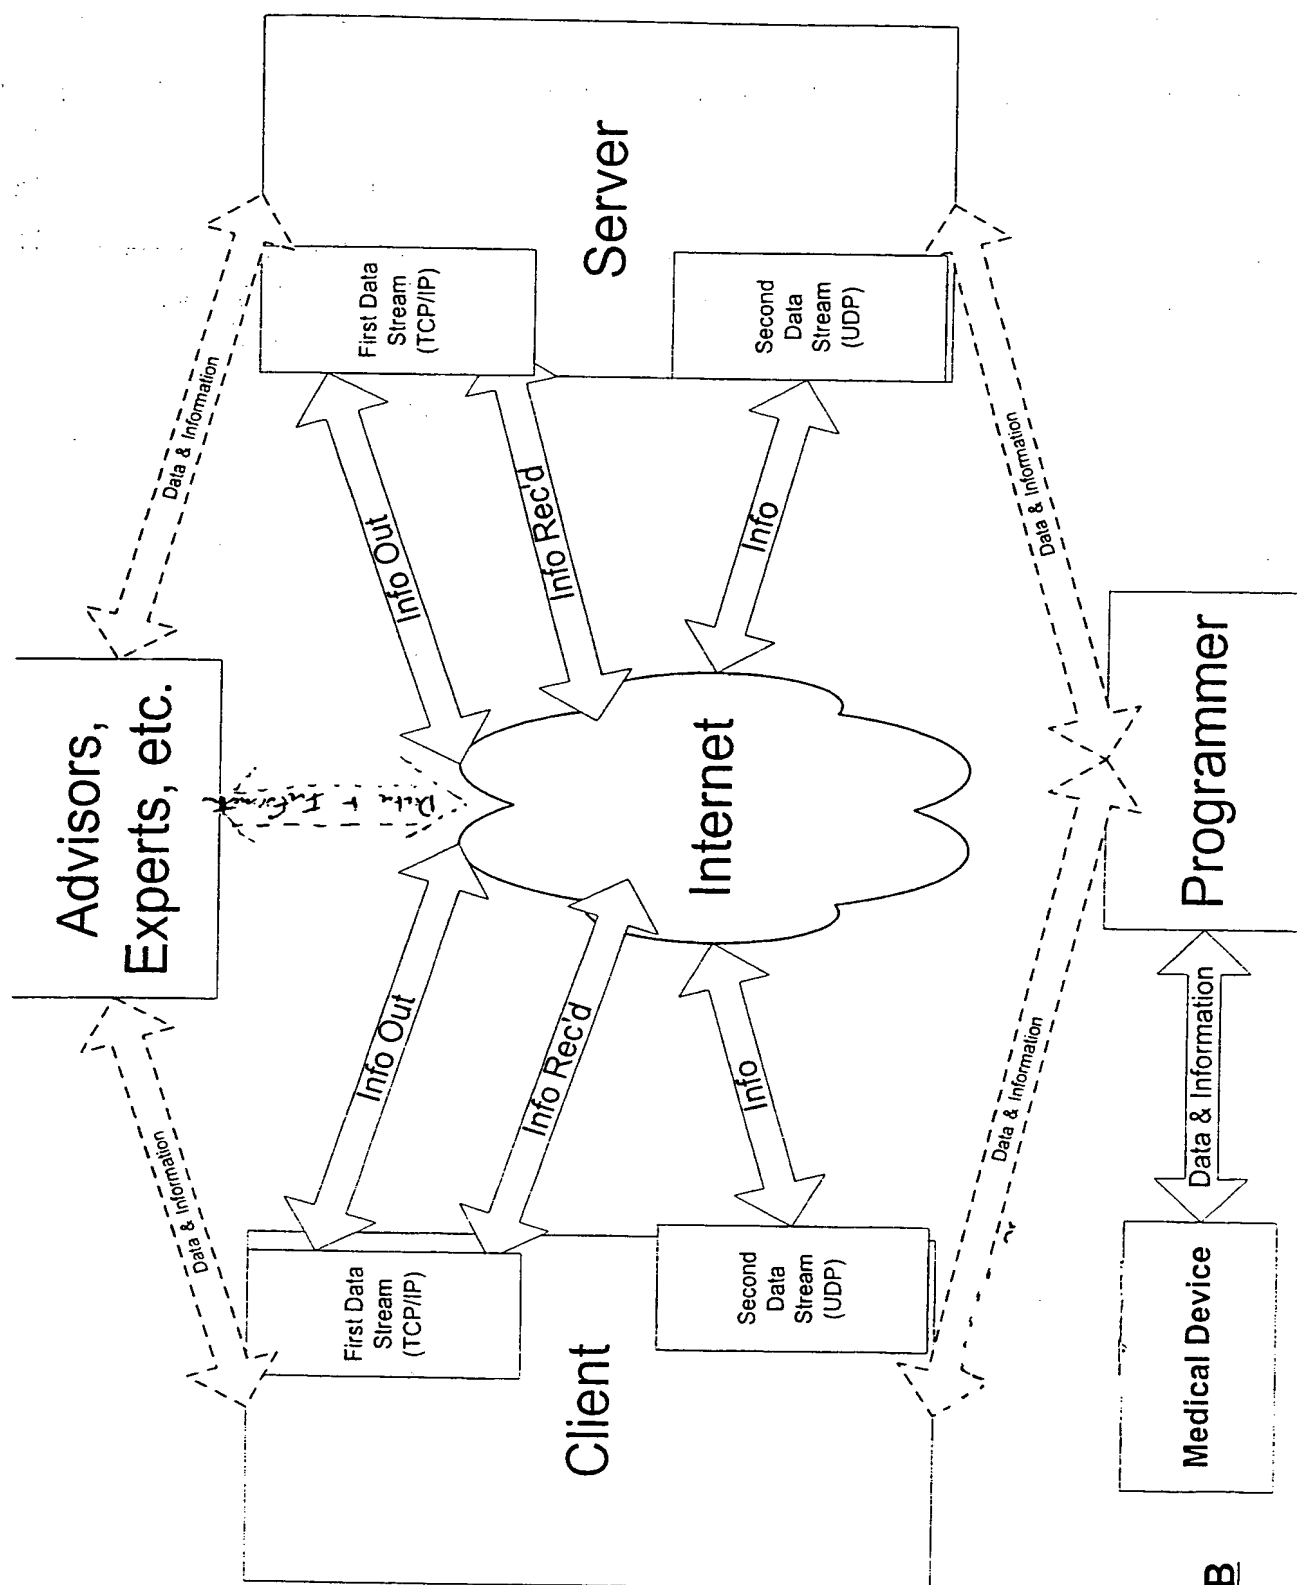 Advisors,
Experts, etc.
Data & Information
Data & Information
Data &
Client
First Data
Stream
(TCP/IP)
Second
Data
Stream
(UDP)
Info Out
Info Rec'd
Info
Internet
Info Out
Info Rec'd
Info
First Data
Stream
(TCP/IP)
Second
Data
Stream
(UDP)
Server
Data & Information
Data & Information
Medical Device
Data & Information
Programmer
B